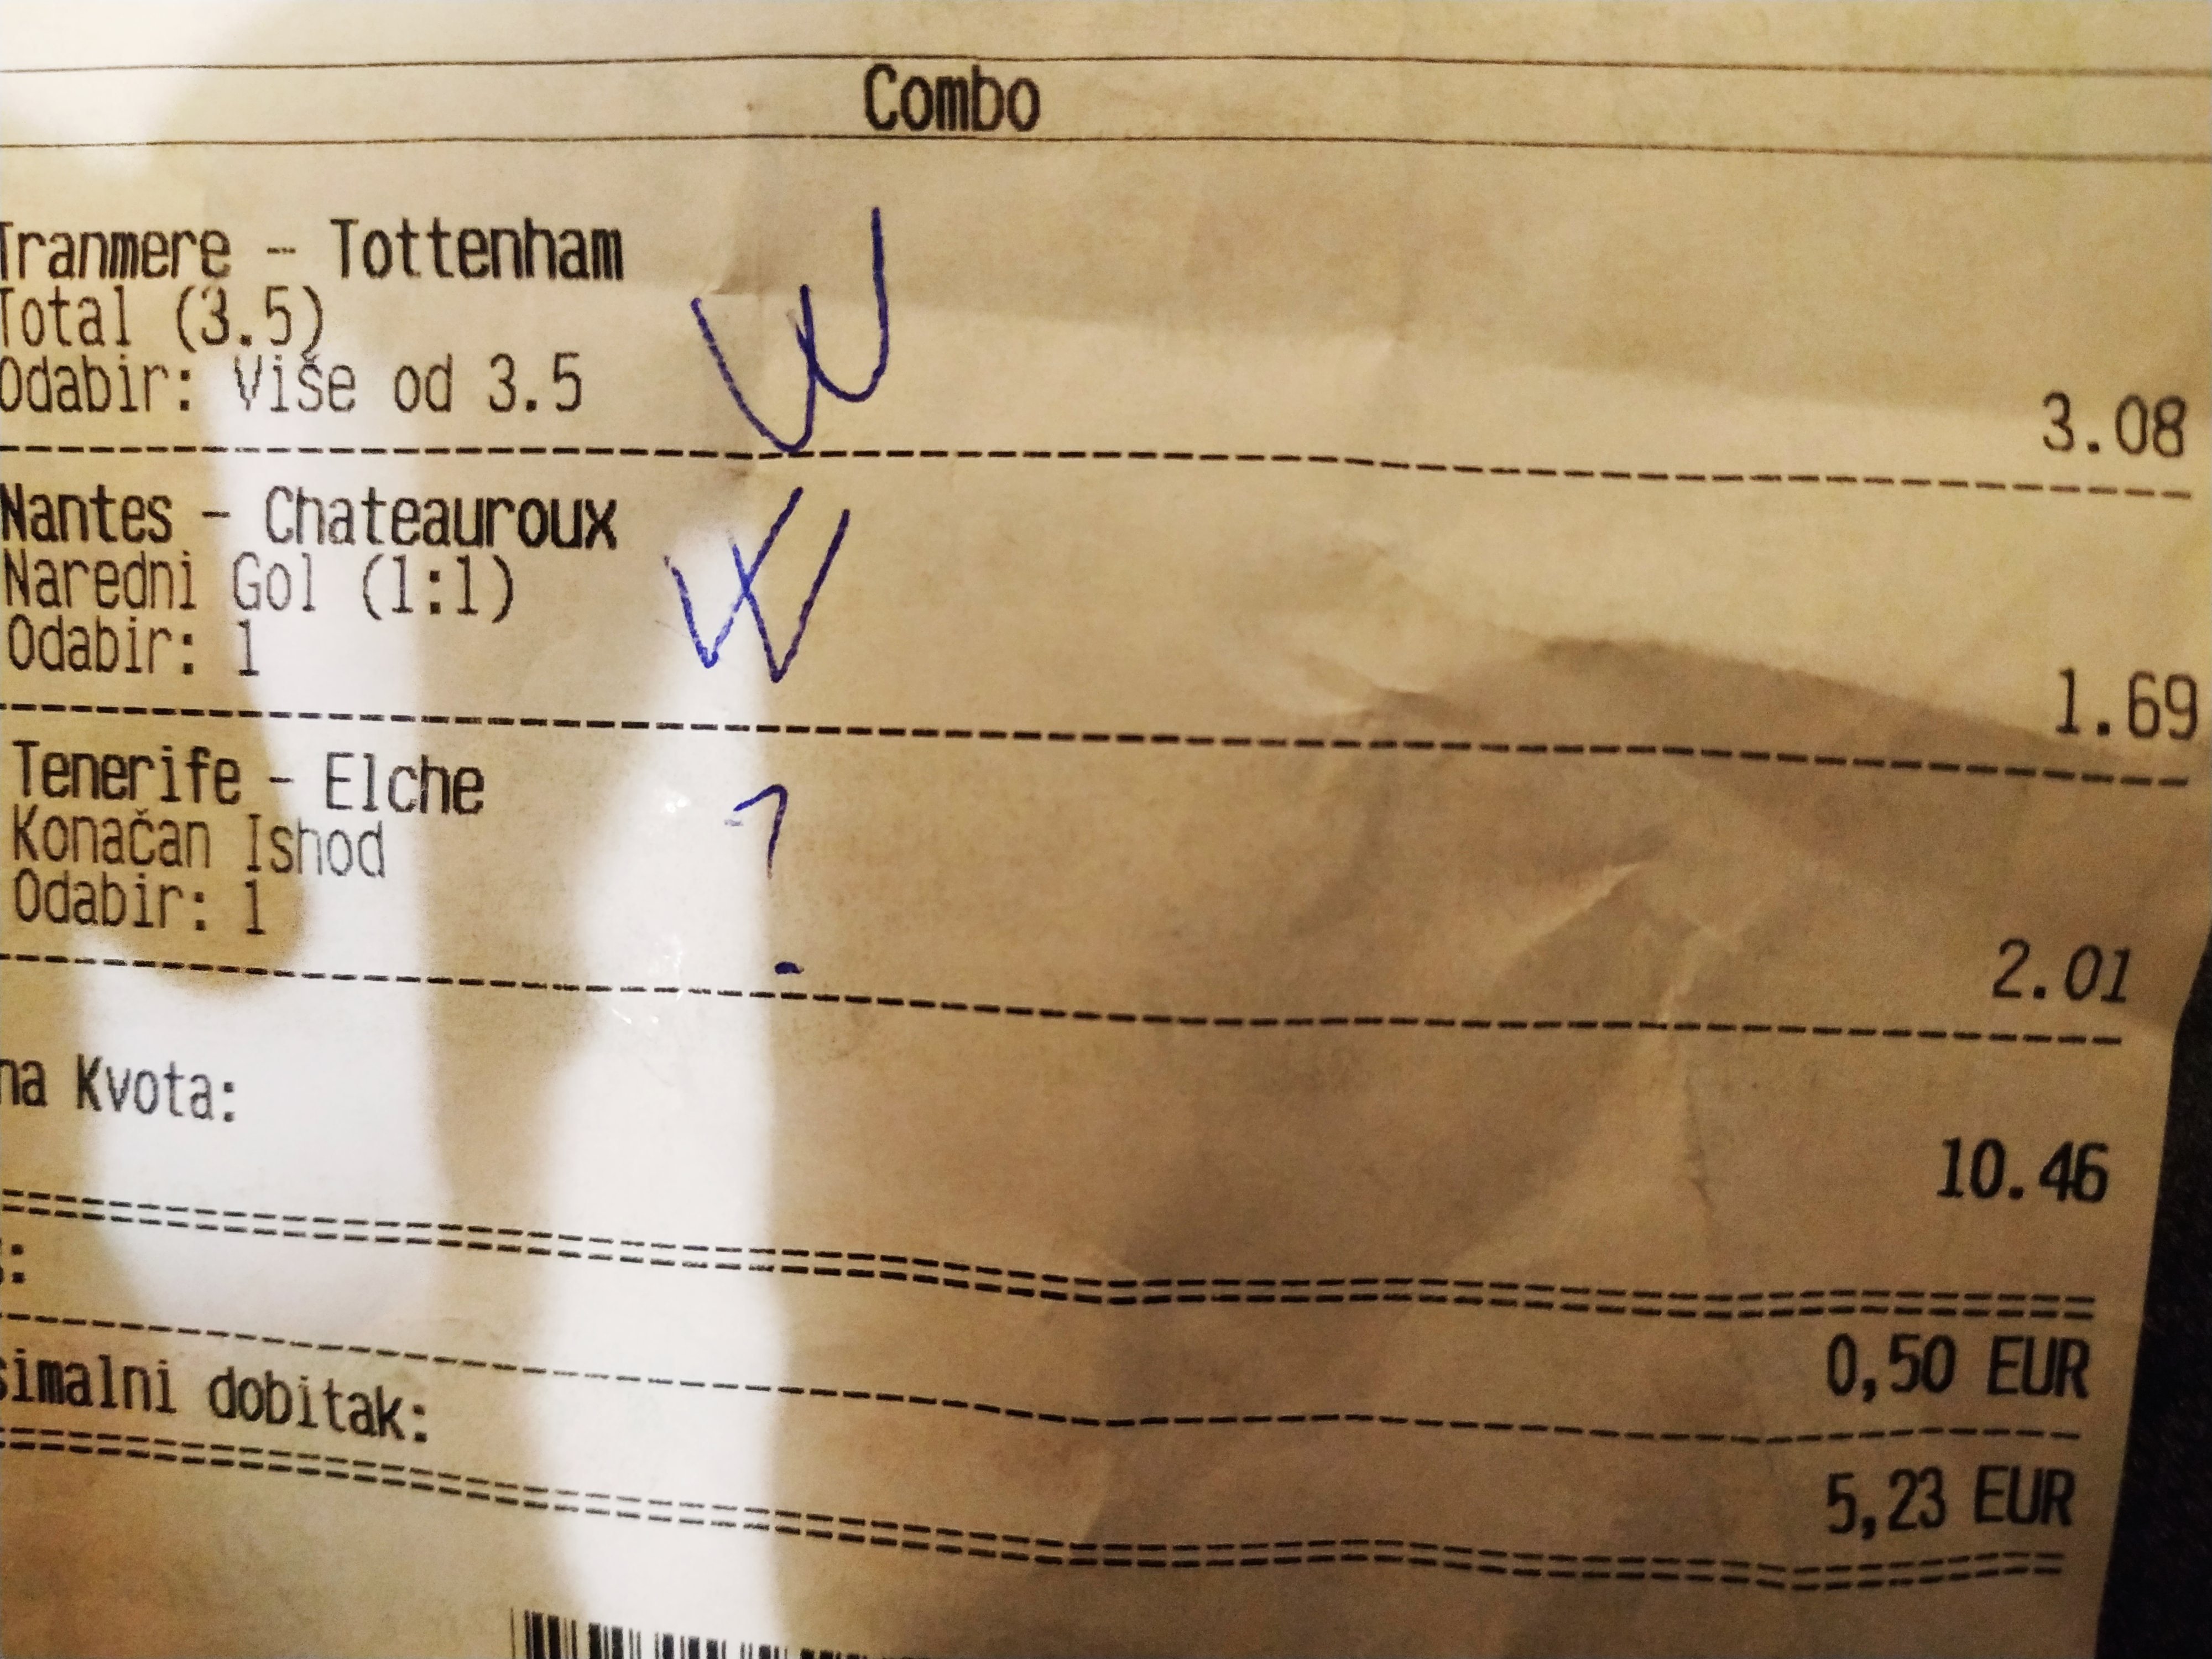 Combo
Tranmere - Tottenham
Total (3.5)
Odabir: Više od 3.5
W
3.08
Nantes - Chateauroux
Naredni Gol (1:1)
Odabir: 1
W
1.69
Tenerife - Elche
Konačan Ishod
Odabir: 1
?
2.01
na Kvota:
10.46
:
0,50 EUR
simalni dobitak:
5,23 EUR